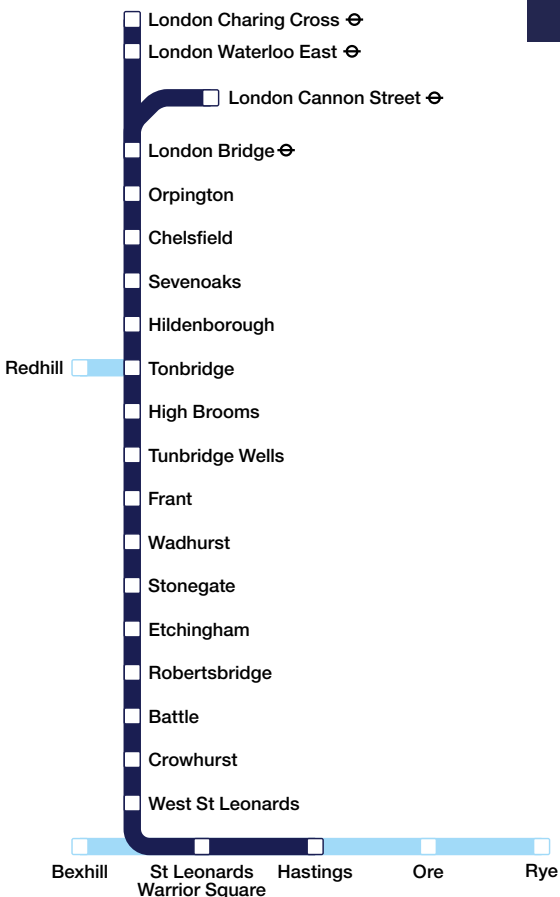 London Charing Cross
London Waterloo East
London Cannon Street
London Bridge
Orpington
Chelsfield
Sevenoaks
Hildenborough
Redhill
Tonbridge
High Brooms
Tunbridge Wells
Frant
Wadhurst
Stonegate
Etchingham
Robertsbridge
Battle
Crowhurst
West St Leonards
Bexhill
St Leonards
Warrior Square
Hastings
Ore
Rye